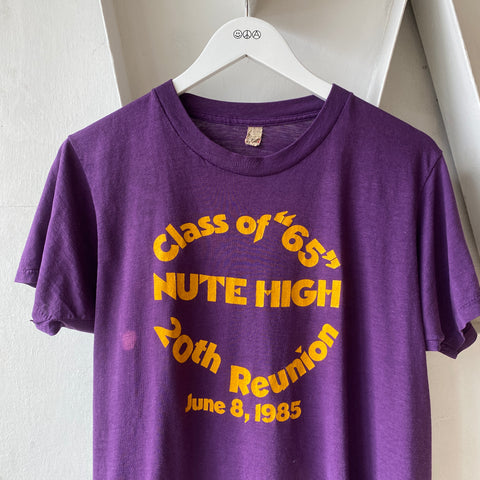 Class of "65"
NUTE HIGH
20th Reunion
June 8, 1985